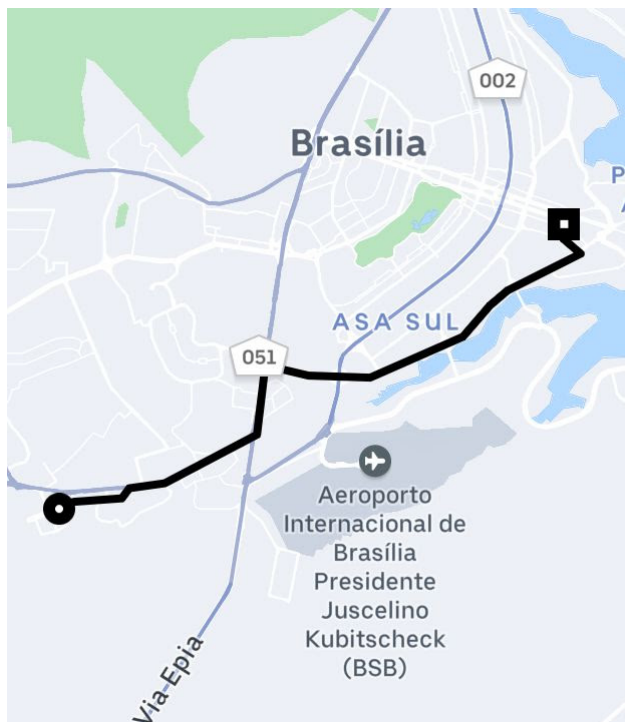 002
Brasília
P
A
ASA SUL
051
Aeroporto
Internacional de
Brasília
Presidente
Juscelino
Kubitscheck
(BSB)
Via-Epia